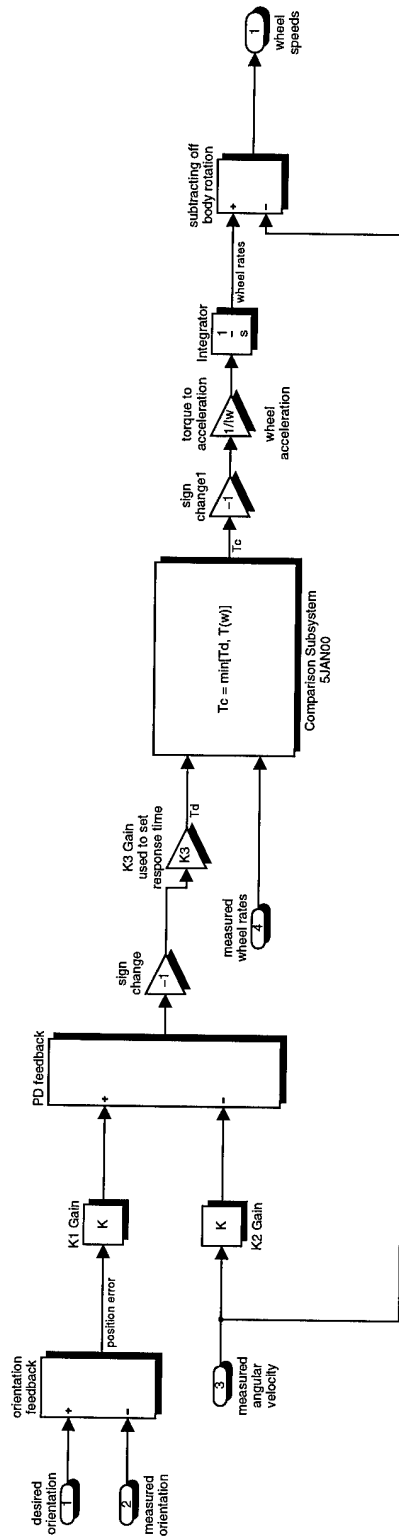 desired
orientation
1
2
measured
orientation
orientation
feedback
+
−
position error
K1 Gain
K
3
measured
angular
velocity
K
K2 Gain
PD feedback
+
−
sign
change
−1
K3 Gain
used to set
response time
K3
Td
measured
wheel rates
4
Tc = min[Td, T(w)]
Comparison Subsystem
5JAN00
Tc
sign
change1
−1
torque to
acceleration
1/Iw
wheel
acceleration
Integrator
1
s
wheel rates
subtracting off
body rotation
+
−
1
wheel
speeds